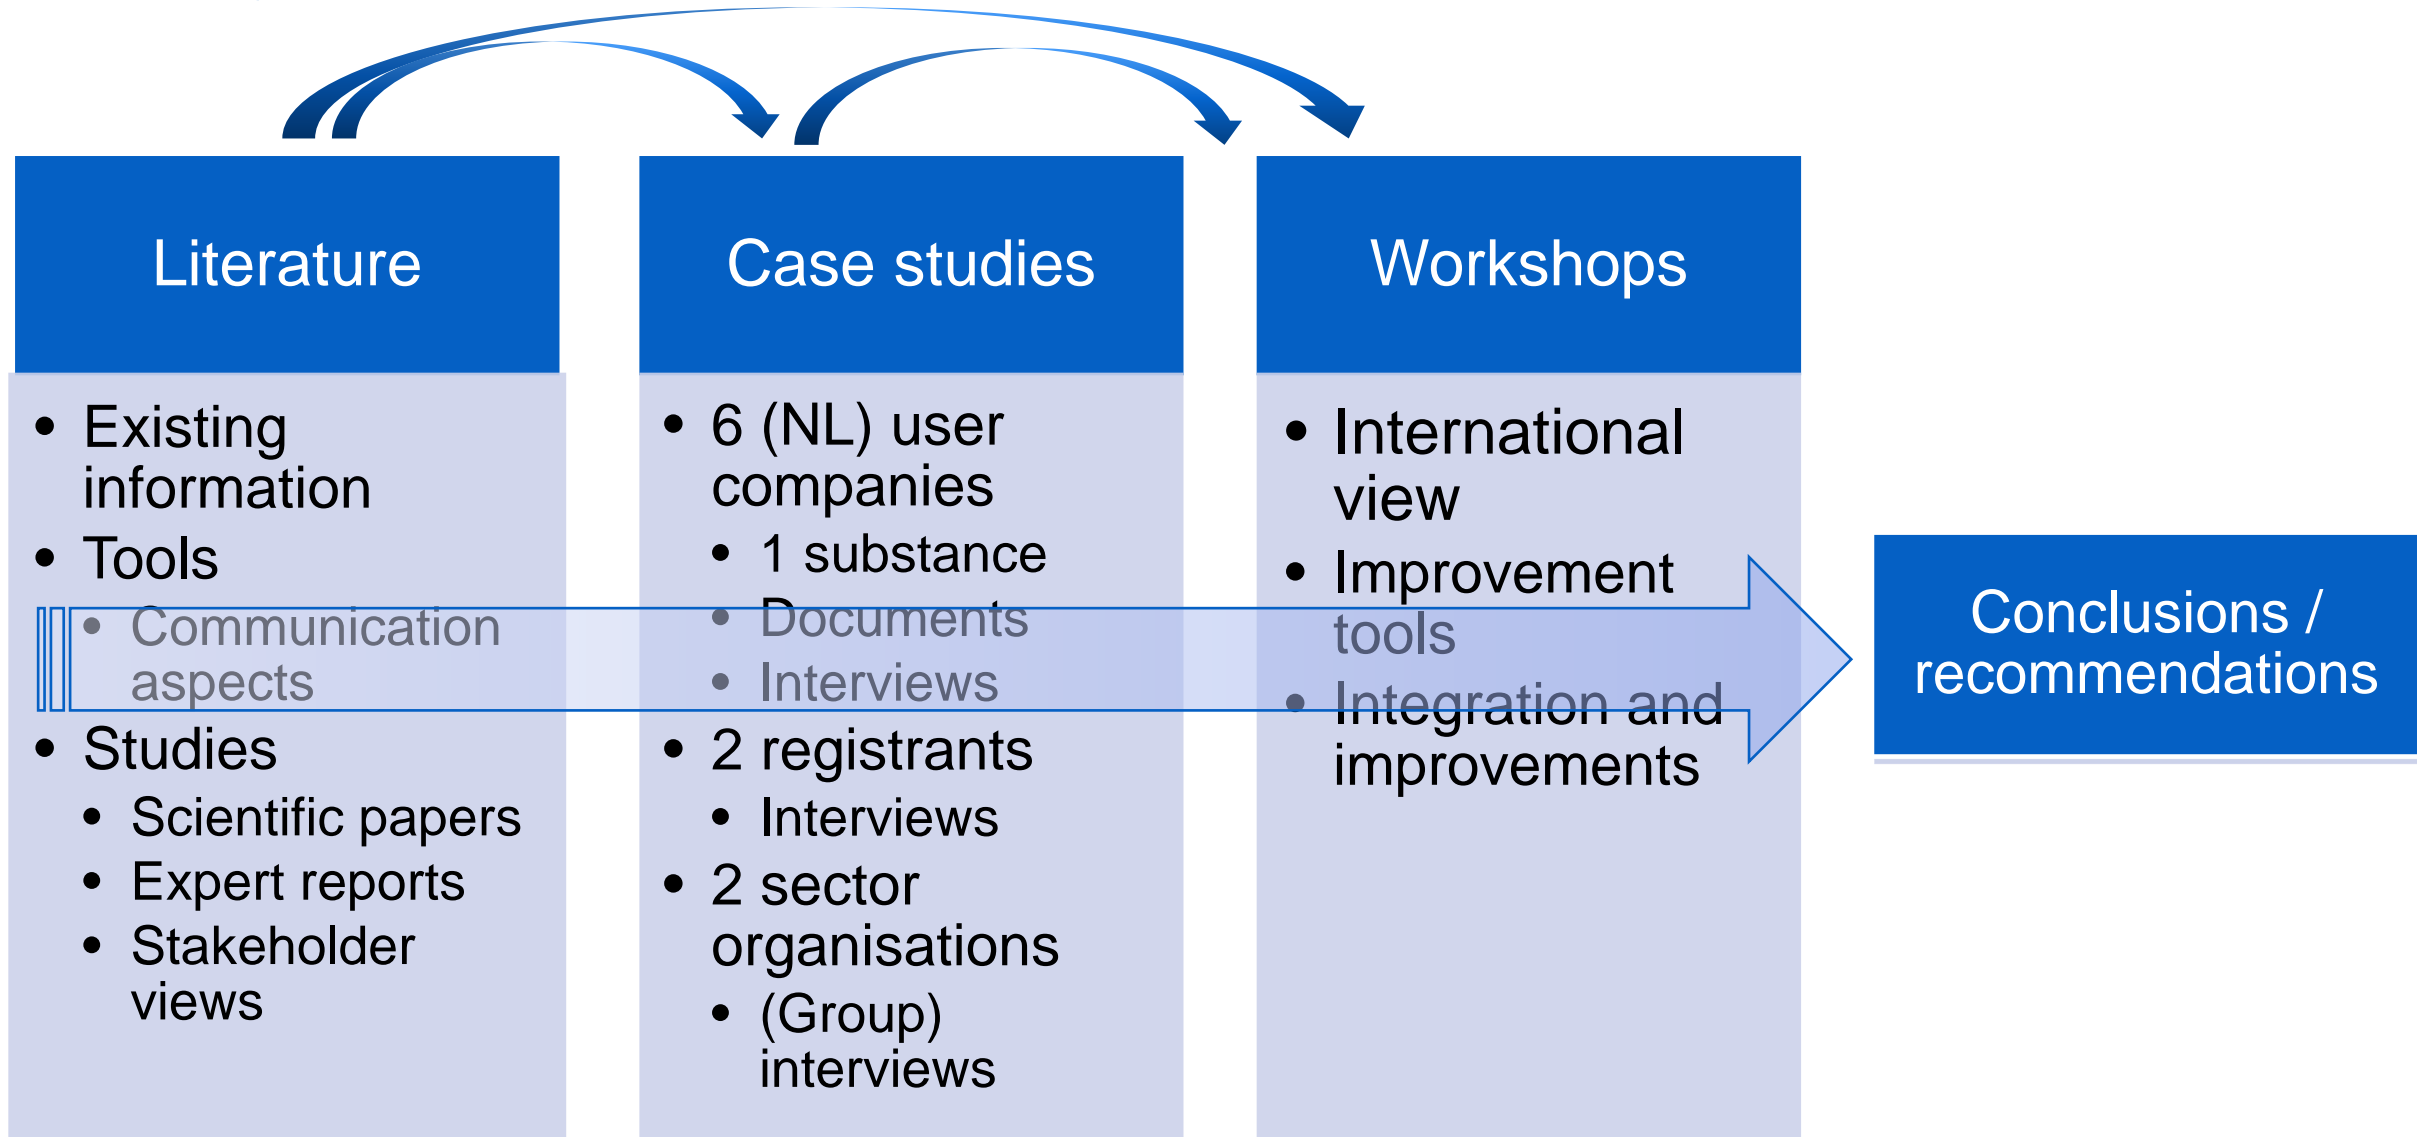 Literature
• Existing
information
• Tools
• Communication
aspects
• Studies
• Scientific papers
• Expert reports
• Stakeholder
views
Case studies
• 6 (NL) user
companies
• 1 substance
• Documents
• Interviews
• 2 registrants
• Interviews
• 2 sector
organisations
• (Group)
interviews
Workshops
• International
view
• Improvement
tools
• Integration and
improvements
Conclusions /
recommendations